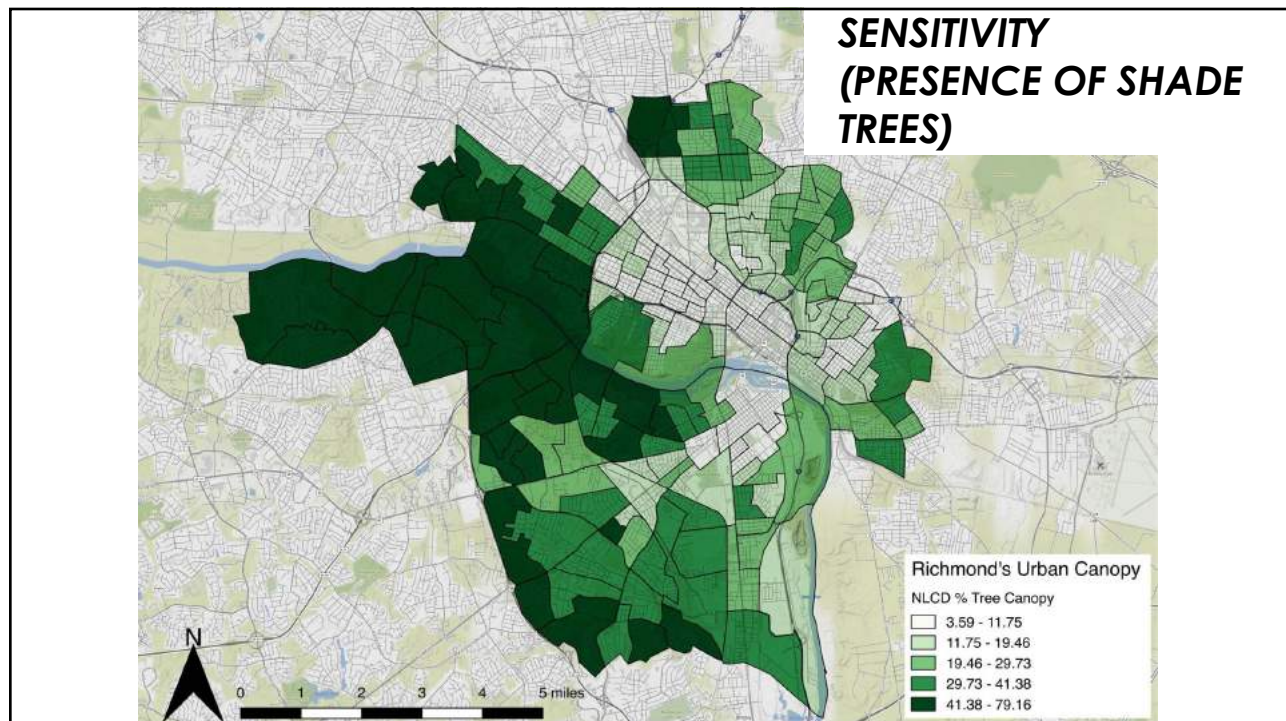 SENSITIVITY
(PRESENCE OF SHADE
TREES)
Richmond's Urban Canopy
NLCD % Tree Canopy
3.59 - 11.75
11.75 - 19.46
19.46 - 29.73
29.73 - 41.38
41.38 - 79.16
N
0 1 2 3 4 5 miles